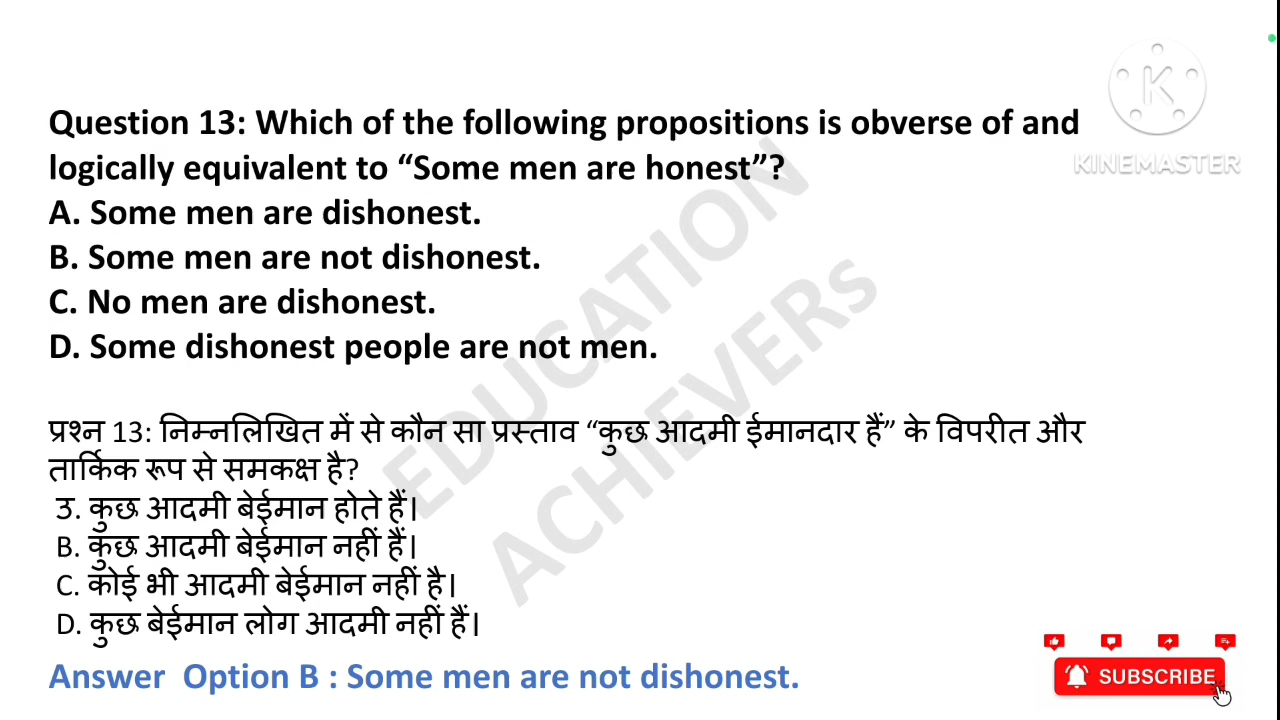 KINEMASTER
Question 13: Which of the following propositions is obverse of and
logically equivalent to “Some men are honest”?
A. Some men are dishonest.
B. Some men are not dishonest.
C. No men are dishonest.
D. Some dishonest people are not men.
EDUCATION
ACHIEVERs
प्रश्न 13: निम्नलिखित में से कौन सा प्रस्ताव “कुछ आदमी ईमानदार हैं” के विपरीत और
तार्किक रूप से समकक्ष है?
उ. कुछ आदमी बेईमान होते हैं।
B. कुछ आदमी बेईमान नहीं हैं।
C. कोई भी आदमी बेईमान नहीं है।
D. कुछ बेईमान लोग आदमी नहीं हैं।
Answer Option B : Some men are not dishonest.
SUBSCRIBE